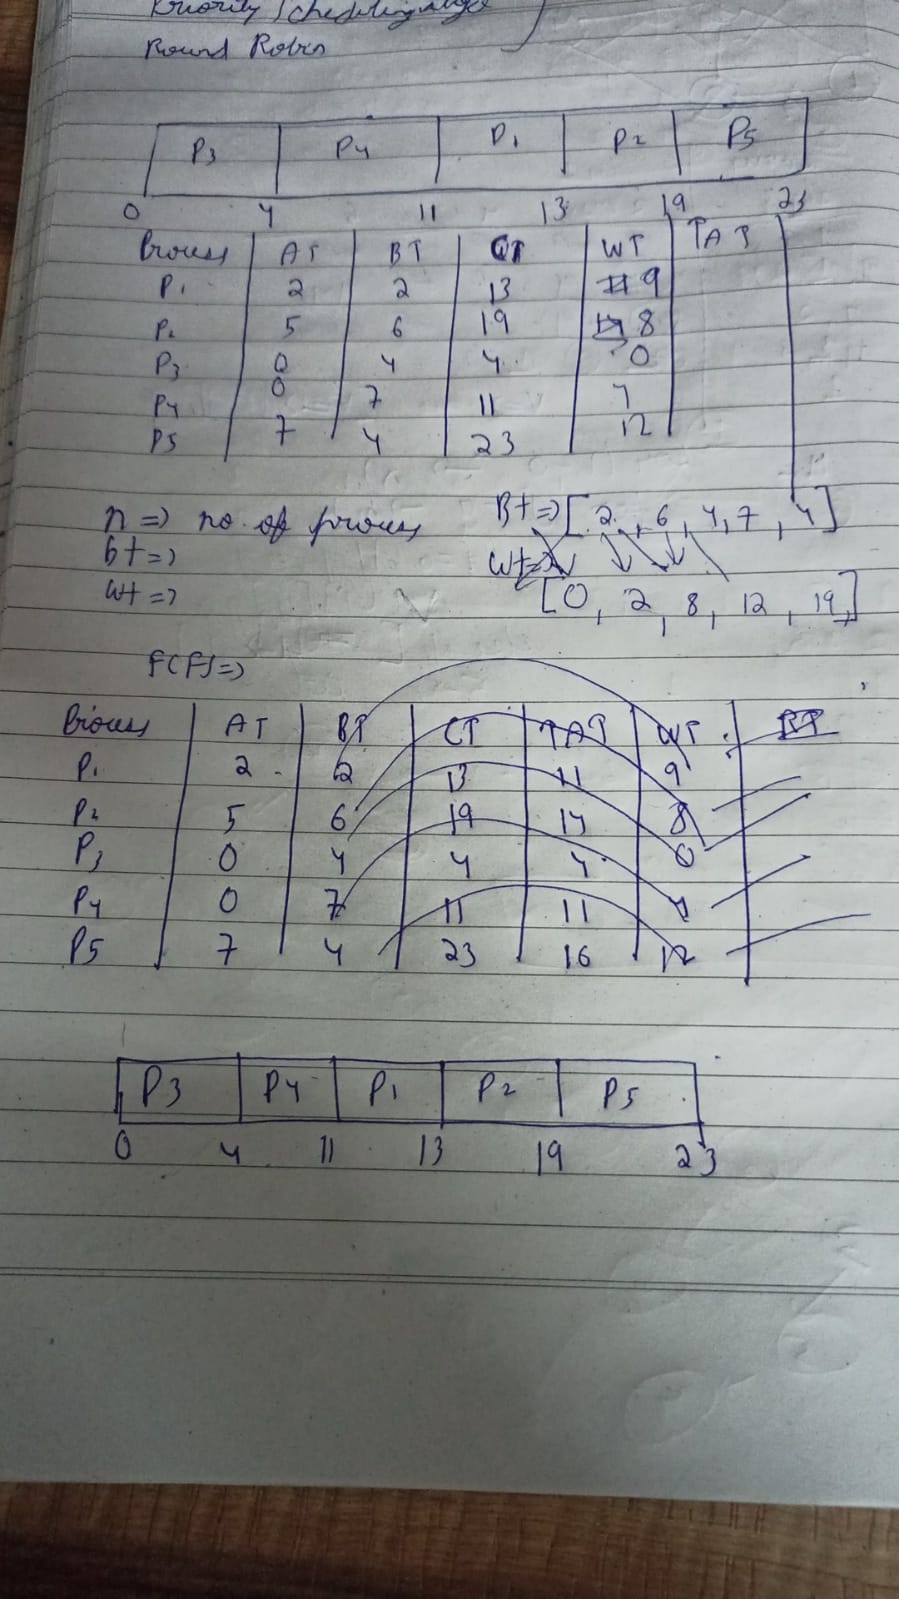 Priority Scheduling
Round Robin
P3 P4 P1 P2 P5
0 4 11 13 19 23
Process AT BT CT WT TAT
P1 2 2 13 9
P2 5 6 19 8
P3 0 4 4 0
P4 0 7 11 7
P5 7 4 23 12
n => no. of process Bt => [2, 6, 4, 7, 4]
bt => wt =>
wt => [0, 2, 8, 12, 19]
FCFS =>
Process AT BT CT TAT WT
P1 2 2 13 11 9
P2 5 6 19 14 8
P3 0 4 4 4 0
P4 0 7 11 11 7
P5 7 4 23 16 12
P3 P4 P1 P2 P5
0 4 11 13 19 23